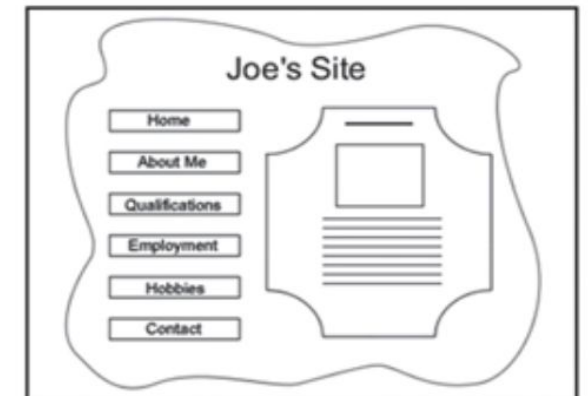 Joe's Site
Home
About Me
Qualifications
Employment
Hobbies
Contact